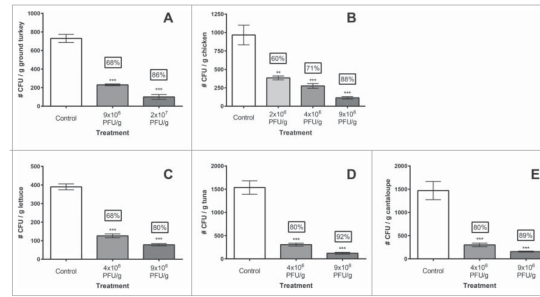 A
# CFU / g ground turkey
800
600
400
200
0
68%
86%
***
***
Control
9x10⁶ PFU/g
2x10⁷ PFU/g
Treatment
B
# CFU / g chicken
1250
1000
750
500
250
0
60%
71%
88%
**
***
***
Control
2x10⁶ PFU/g
4x10⁶ PFU/g
9x10⁶ PFU/g
Treatment
C
# CFU / g lettuce
500
400
300
200
100
0
68%
80%
***
***
Control
4x10⁶ PFU/g
9x10⁶ PFU/g
Treatment
D
# CFU / g tuna
2000
1500
1000
500
0
80%
92%
***
***
Control
4x10⁶ PFU/g
9x10⁶ PFU/g
Treatment
E
# CFU / g cantaloupe
2000
1500
1000
500
0
80%
89%
***
***
Control
4x10⁶ PFU/g
9x10⁶ PFU/g
Treatment